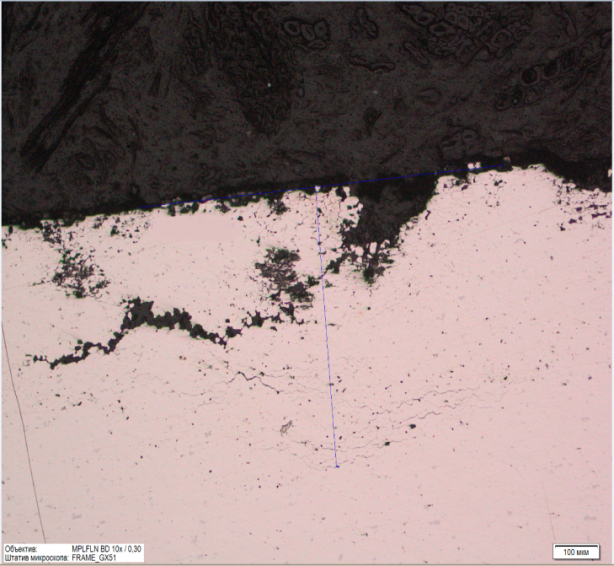 Объектив: MPLFLN BD 10x / 0,30
Штатив микроскопа: FRAME_GX51
100 мкм